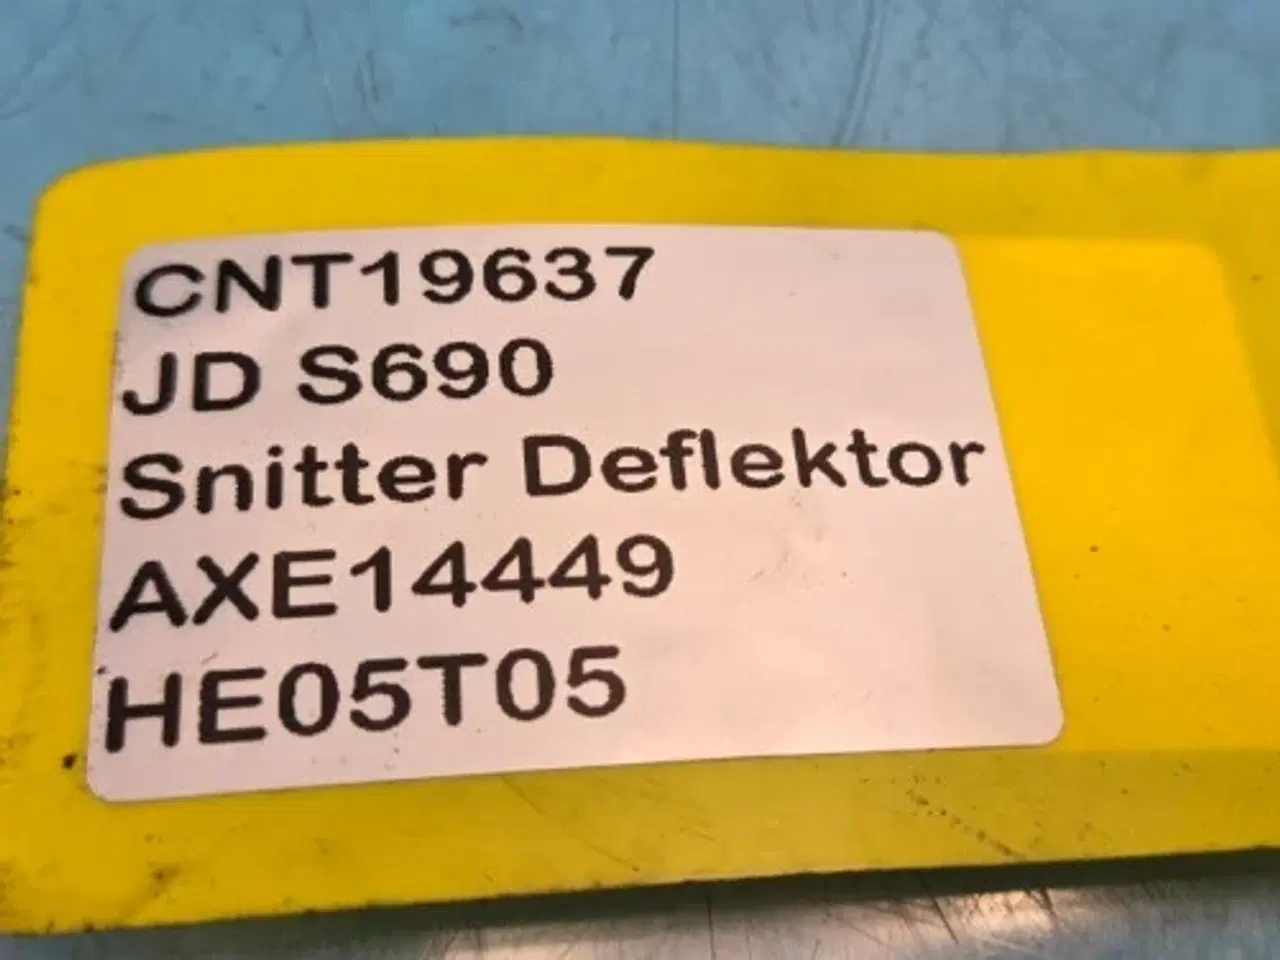 CNT19637
JD S690
Snitter Deflektor
AXE14449
HE05T05